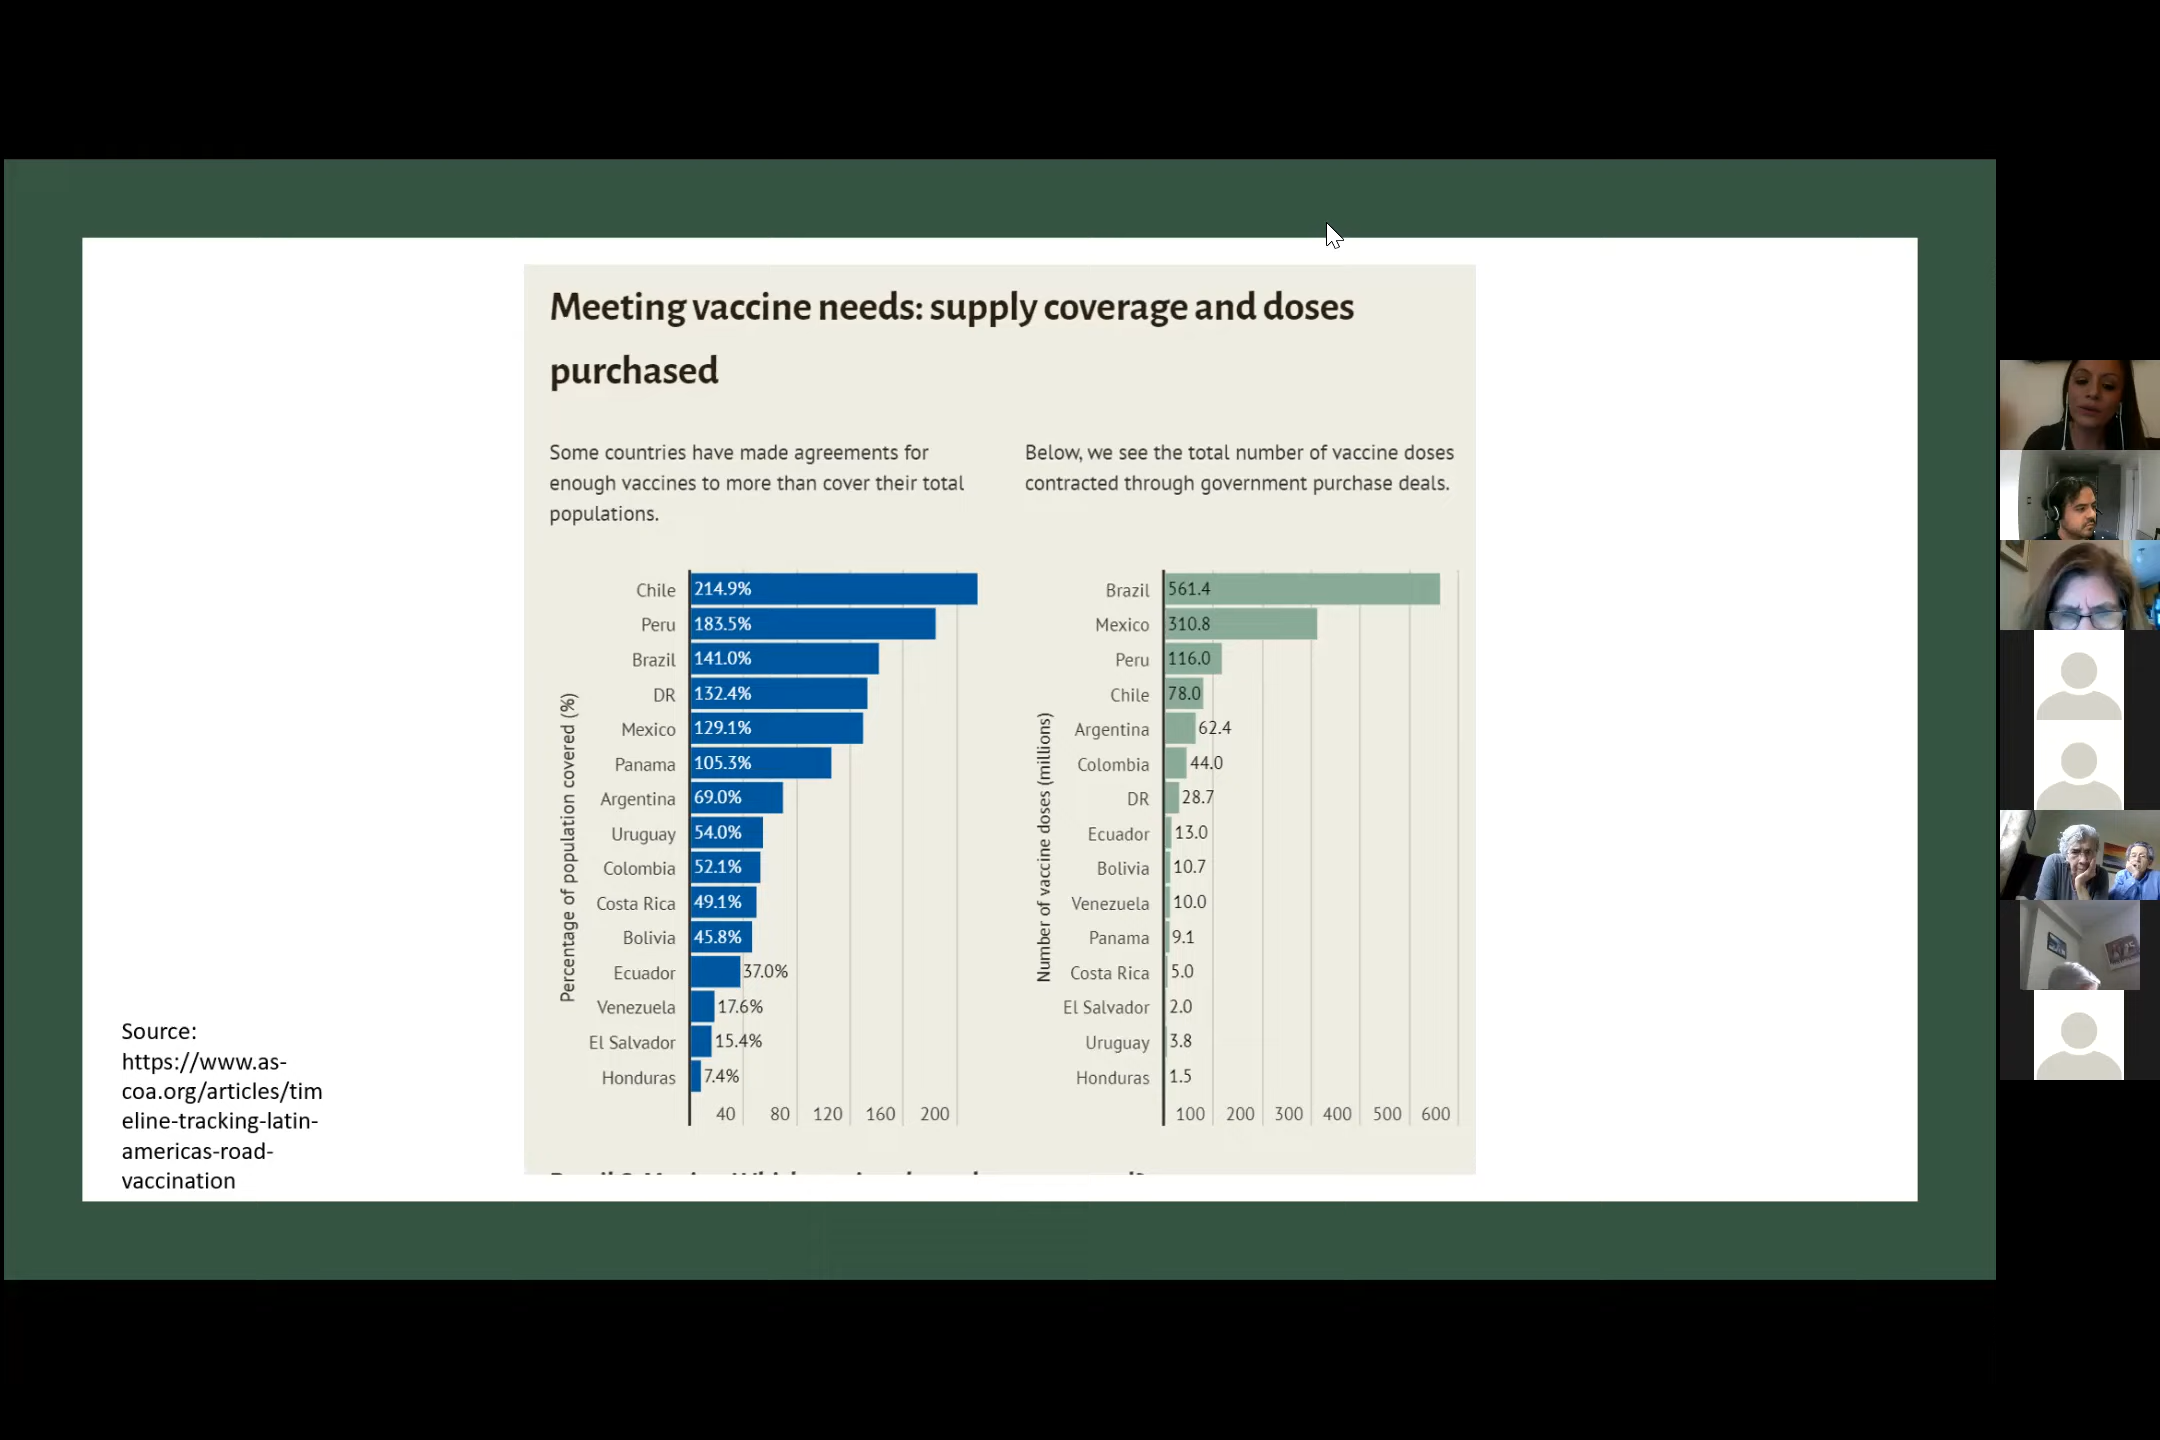 Meeting vaccine needs: supply coverage and doses
purchased
Some countries have made agreements for
enough vaccines to more than cover their total
populations.
Below, we see the total number of vaccine doses
contracted through government purchase deals.
Percentage of population covered (%)
Chile 214.9%
Peru 183.5%
Brazil 141.0%
DR 132.4%
Mexico 129.1%
Panama 105.3%
Argentina 69.0%
Uruguay 54.0%
Colombia 52.1%
Costa Rica 49.1%
Bolivia 45.8%
Ecuador 37.0%
Venezuela 17.6%
El Salvador 15.4%
Honduras 7.4%
40 80 120 160 200
Number of vaccine doses (millions)
Brazil 561.4
Mexico 310.8
Peru 116.0
Chile 78.0
Argentina 62.4
Colombia 44.0
DR 28.7
Ecuador 13.0
Bolivia 10.7
Venezuela 10.0
Panama 9.1
Costa Rica 5.0
El Salvador 2.0
Uruguay 3.8
Honduras 1.5
100 200 300 400 500 600
Source:
https://www.as-
coa.org/articles/tim
eline-tracking-latin-
americas-road-
vaccination